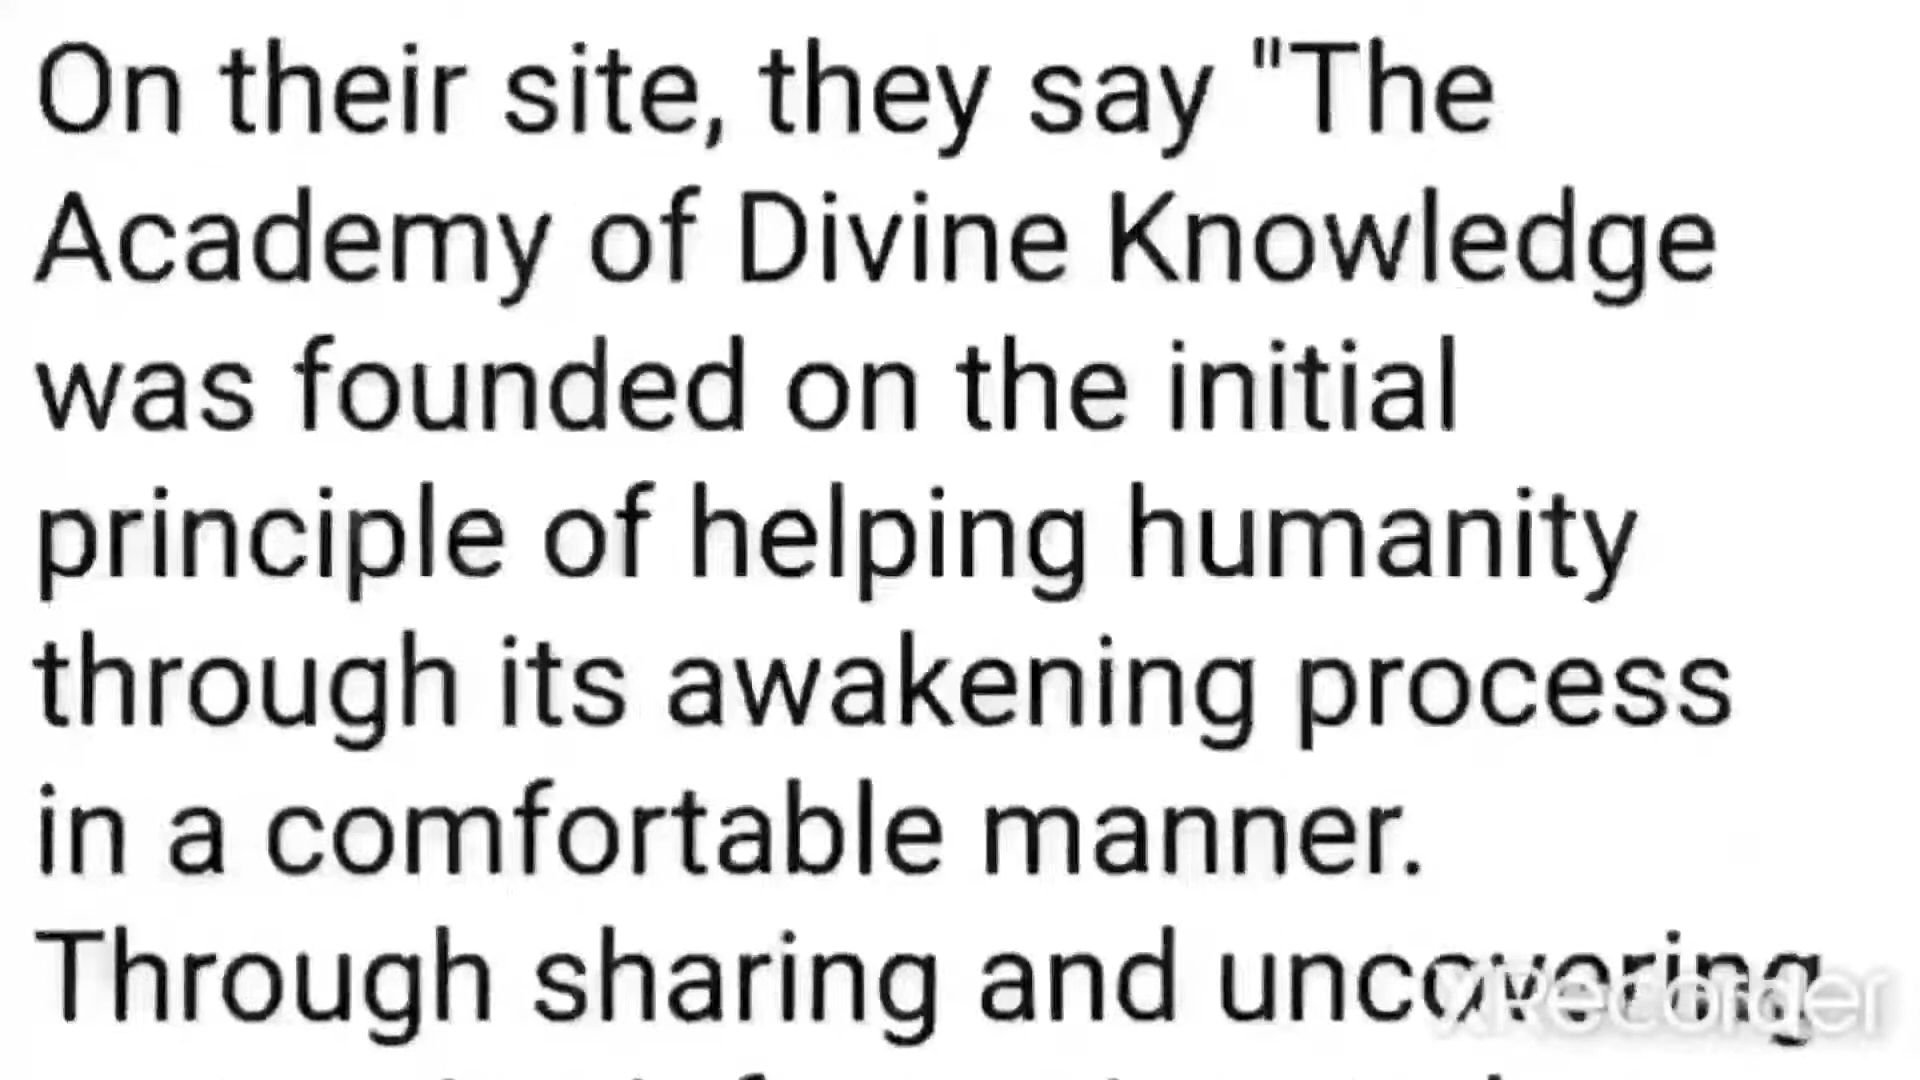 On their site, they say "The
Academy of Divine Knowledge
was founded on the initial
principle of helping humanity
through its awakening process
in a comfortable manner.
Through sharing and uncovering
XRecorder